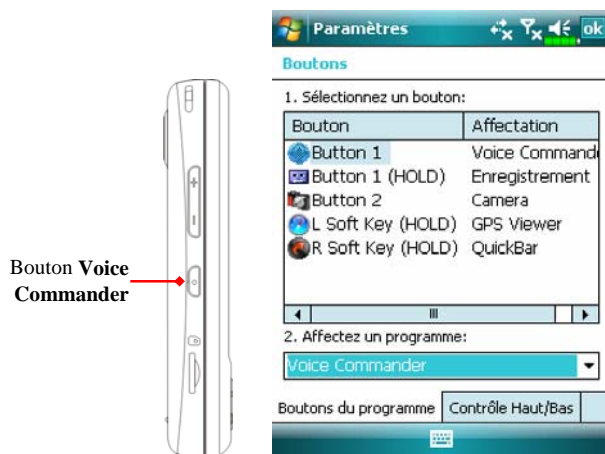 Bouton Voice
Commander
Paramètres ok
Boutons
1. Sélectionnez un bouton:
Bouton Affectation
Button 1 Voice Command
Button 1 (HOLD) Enregistrement
Button 2 Camera
L Soft Key (HOLD) GPS Viewer
R Soft Key (HOLD) QuickBar
2. Affectez un programme:
Voice Commander
Boutons du programme Contrôle Haut/Bas